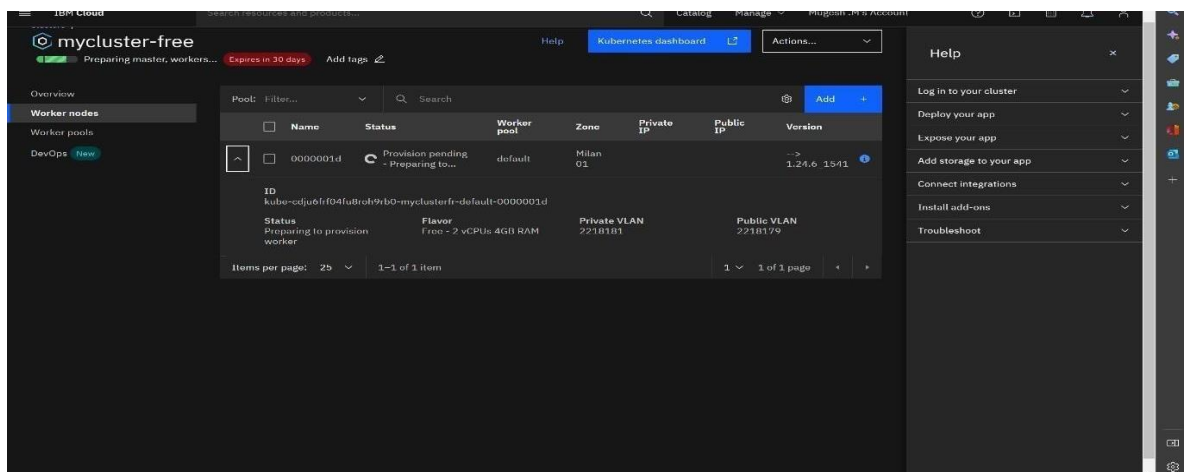 IBM Cloud Search resources and products... Catalog Manage Mugesh .M's Account
mycluster-free Help Kubernetes dashboard Actions...
Preparing master, workers... Expires in 30 days Add tags
Help
Overview
Worker nodes
Worker pools
DevOps New
Pool: Filter... Search Add +
Name Status Worker pool Zone Private IP Public IP Version
0000001d Provision pending - Preparing to... default Milan 01 --> 1.24.6_1541
ID
kube-cdju6frf04fu8roh9rb0-myclusterfr-default-0000001d
Status Flavor Private VLAN Public VLAN
Preparing to provision worker Free - 2 vCPUs 4GB RAM 2218181 2218179
Items per page: 25 1–1 of 1 item 1 1 of 1 page
Log in to your cluster
Deploy your app
Expose your app
Add storage to your app
Connect integrations
Install add-ons
Troubleshoot